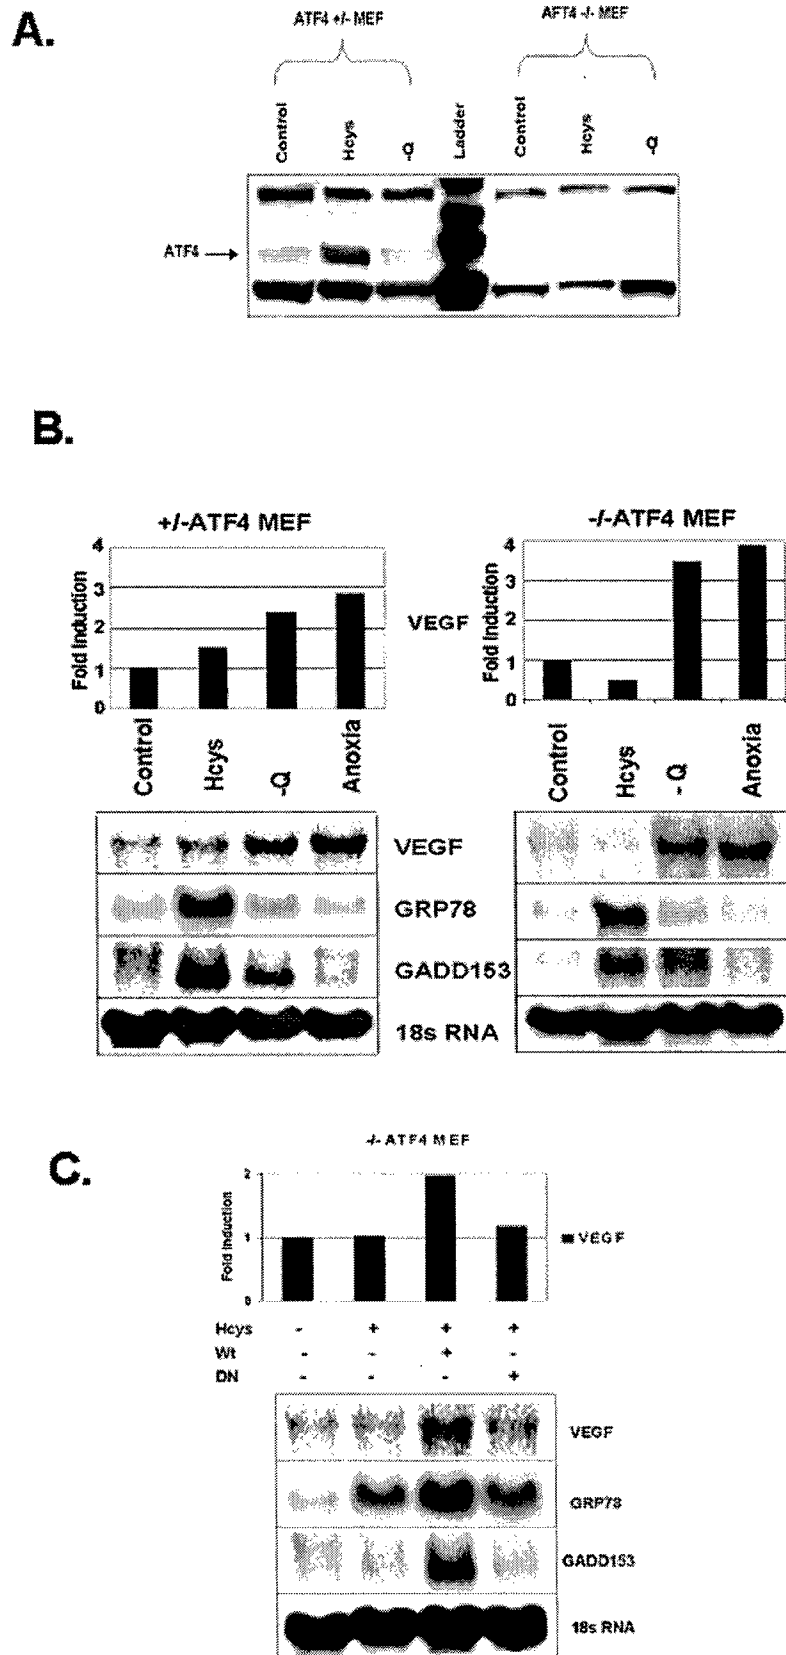 A.
ATF4 +/- MEF
AFT4 -/- MEF
Control
Hcys
-Q
Ladder
Control
Hcys
-Q
ATF4
B.
+/-ATF4 MEF
-/-ATF4 MEF
Fold Induction
4
3
2
1
0
VEGF
Fold Induction
4
3
2
1
0
Control
Hcys
-Q
Anoxia
Control
Hcys
- Q
Anoxia
VEGF
GRP78
GADD153
18s RNA
C.
-/- ATF4 MEF
Fold Induction
2
1
0
VEGF
Hcys - + + +
Wt - - + -
DN - - - +
VEGF
GRP78
GADD153
18s RNA